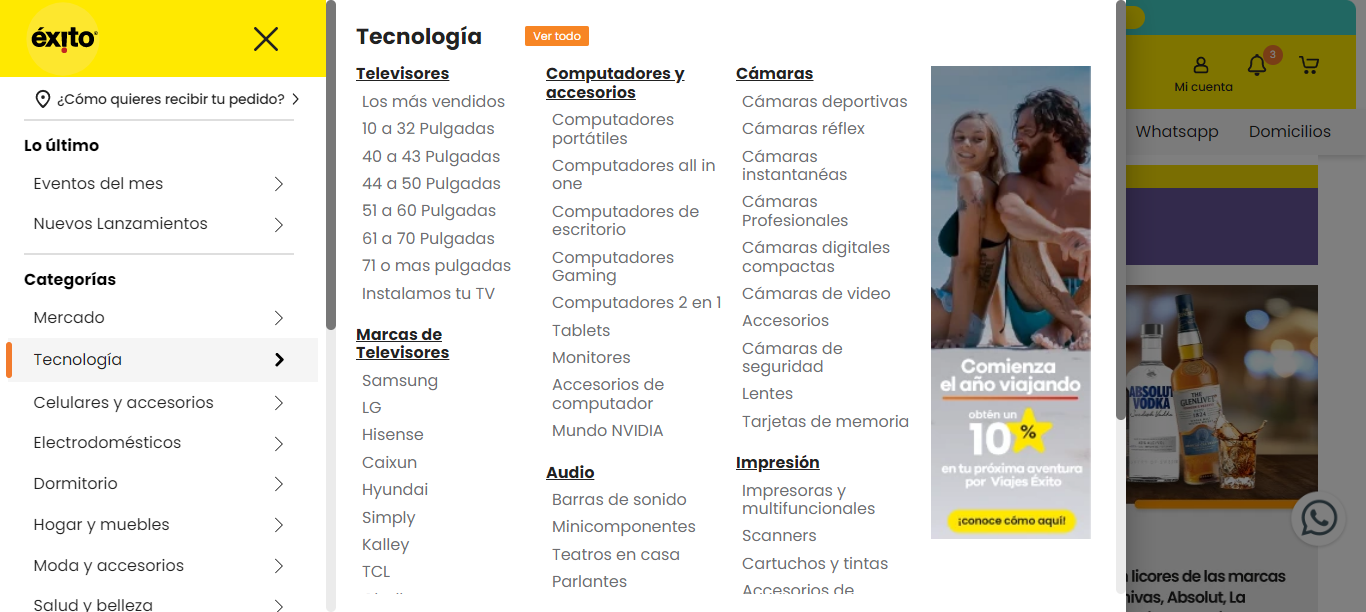 éxito
¿Cómo quieres recibir tu pedido?
Lo último
Eventos del mes
Nuevos Lanzamientos
Categorías
Mercado
Tecnología
Celulares y accesorios
Electrodomésticos
Dormitorio
Hogar y muebles
Moda y accesorios
Salud y belleza
Tecnología
Ver todo
Televisores
Los más vendidos
10 a 32 Pulgadas
40 a 43 Pulgadas
44 a 50 Pulgadas
51 a 60 Pulgadas
61 a 70 Pulgadas
71 o mas pulgadas
Instalamos tu TV
Marcas de
Televisores
Samsung
LG
Hisense
Caixun
Hyundai
Simply
Kalley
TCL
Computadores y
accesorios
Computadores
portátiles
Computadores all in
one
Computadores de
escritorio
Computadores
Gaming
Computadores 2 en 1
Tablets
Monitores
Accesorios de
computador
Mundo NVIDIA
Audio
Barras de sonido
Minicomponentes
Teatros en casa
Parlantes
Cámaras
Cámaras deportivas
Cámaras réflex
Cámaras
instantanéas
Cámaras
Profesionales
Cámaras digitales
compactas
Cámaras de video
Accesorios
Cámaras de
seguridad
Lentes
Tarjetas de memoria
Impresión
Impresoras y
multifuncionales
Scanners
Cartuchos y tintas
Accesorios de
Comienza
el año viajando
obtén un
10%
en tu próxima aventura
por Viajes Éxito
¡conoce cómo aquí!
3
Mi cuenta
Whatsapp
Domicilios
ABSOLUT
VODKA
THE
GLENLIVET
licores de las marcas
hivas, Absolut, La